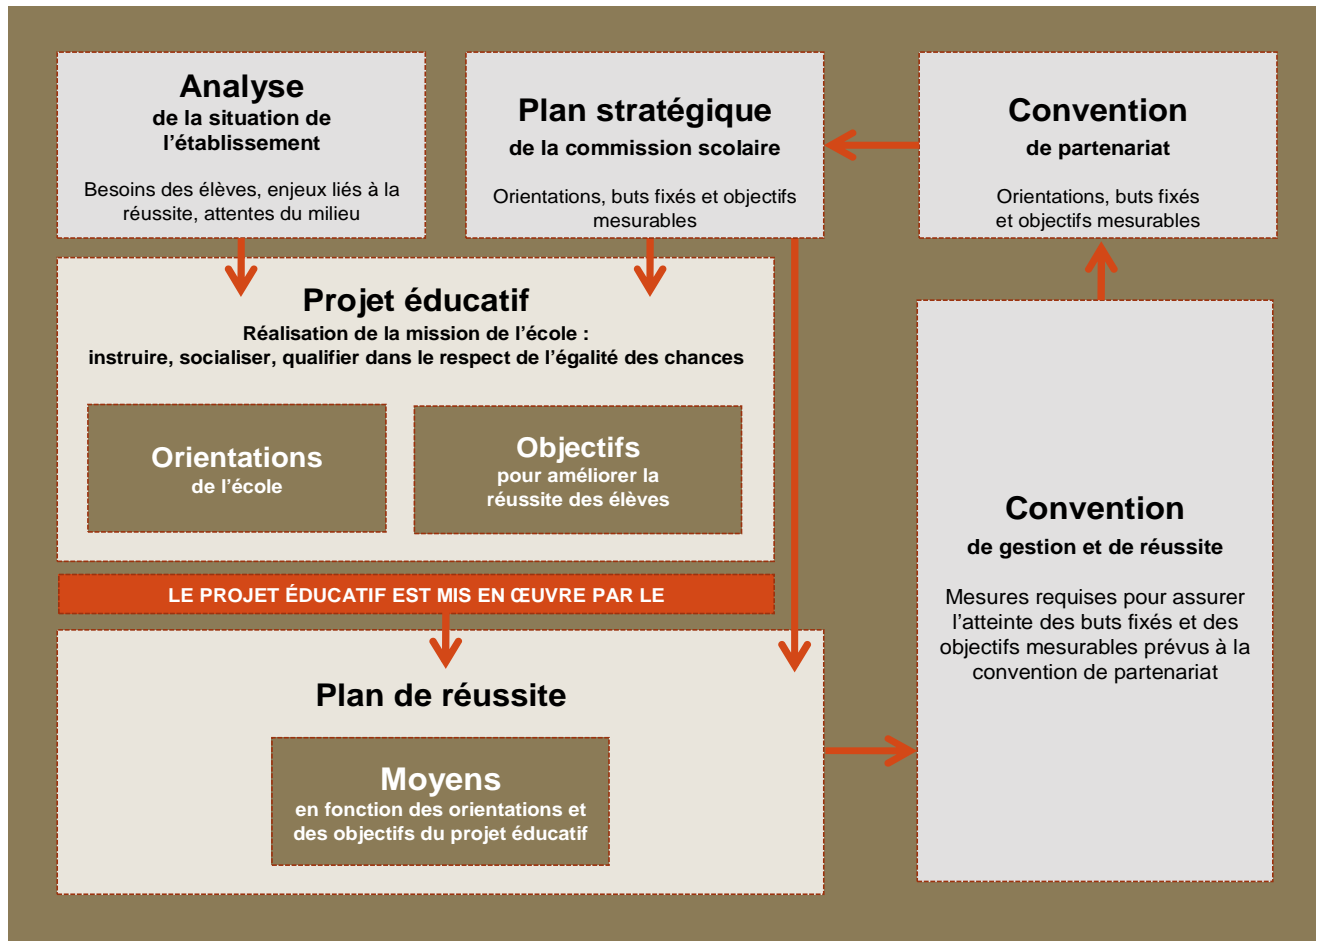 Analyse
de la situation de
l’établissement
Besoins des élèves, enjeux liés à la
réussite, attentes du milieu
Plan stratégique
de la commission scolaire
Orientations, buts fixés et objectifs
mesurables
Convention
de partenariat
Orientations, buts fixés
et objectifs mesurables
Projet éducatif
Réalisation de la mission de l’école :
instruire, socialiser, qualifier dans le respect de l’égalité des chances
Orientations
de l’école
Objectifs
pour améliorer la
réussite des élèves
LE PROJET ÉDUCATIF EST MIS EN ŒUVRE PAR LE
Plan de réussite
Moyens
en fonction des orientations et
des objectifs du projet éducatif
Convention
de gestion et de réussite
Mesures requises pour assurer
l’atteinte des buts fixés et des
objectifs mesurables prévus à la
convention de partenariat